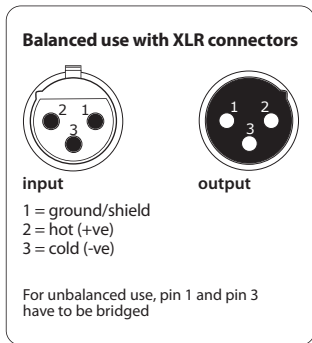 Balanced use with XLR connectors
2 1
3
1 2
3
input
output
1 = ground/shield
2 = hot (+ve)
3 = cold (-ve)
For unbalanced use, pin 1 and pin 3
have to be bridged